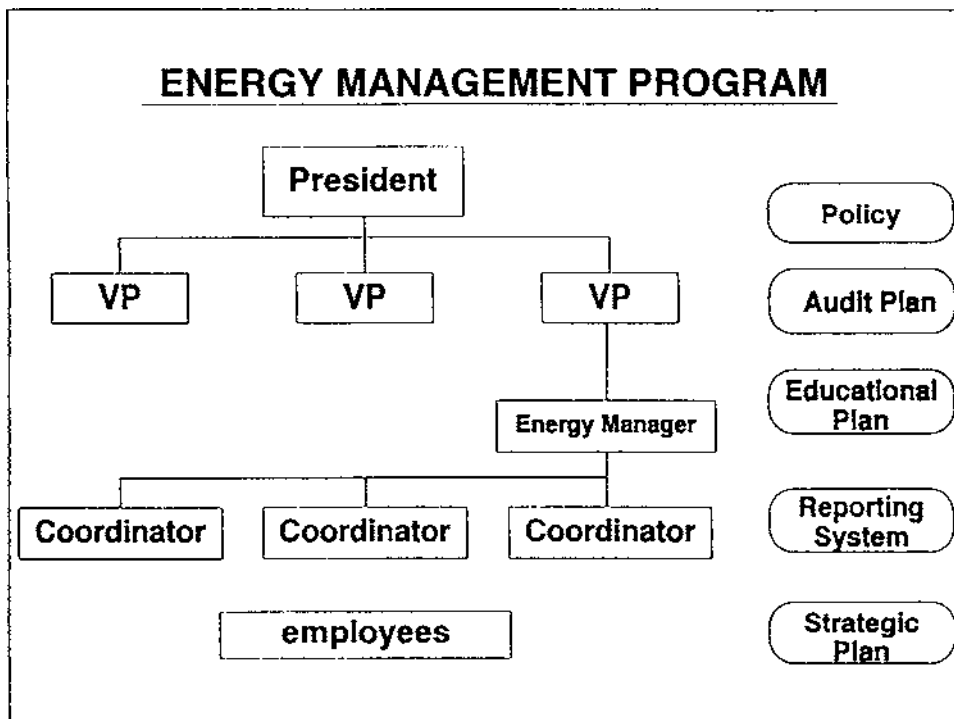 ENERGY MANAGEMENT PROGRAM
President
Policy
VP
VP
VP
Audit Plan
Educational
Plan
Energy Manager
Coordinator
Coordinator
Coordinator
Reporting
System
employees
Strategic
Plan